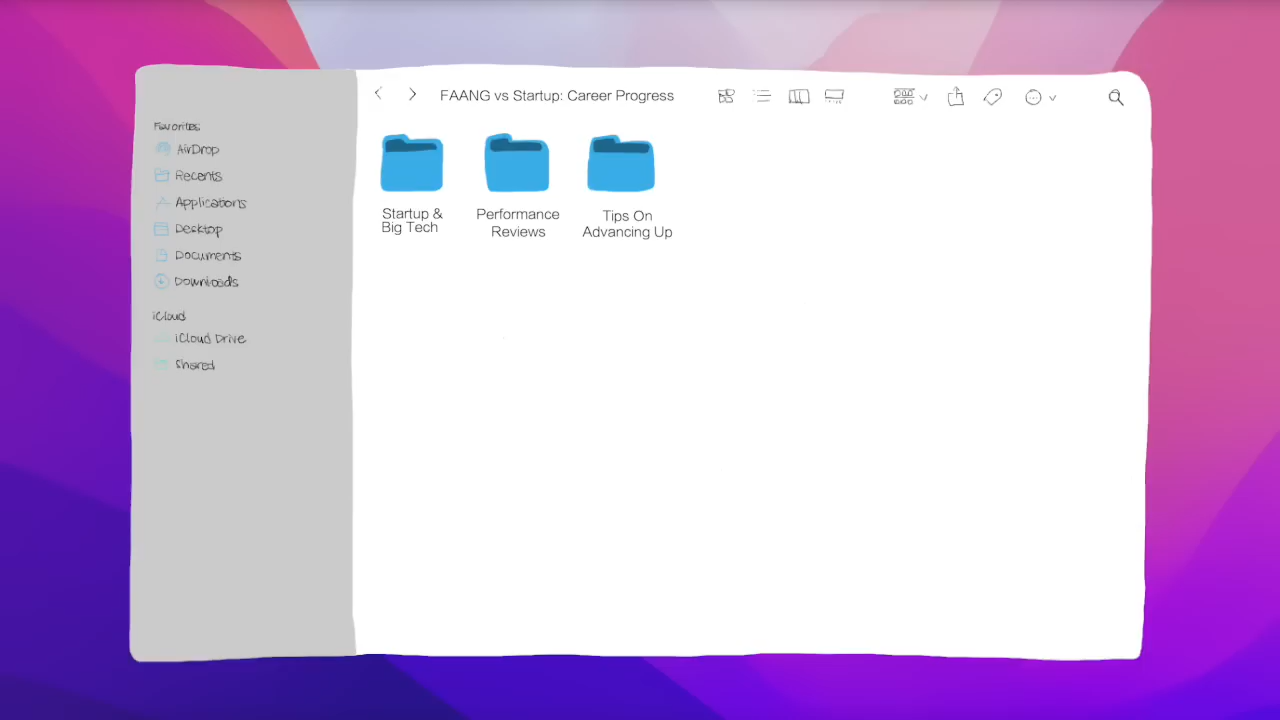 FAANG vs Startup: Career Progress
Favorites
AirDrop
Recents
Applications
Desktop
Documents
Downloads
iCloud
iCloud Drive
Shared
Startup &
Big Tech
Performance
Reviews
Tips On
Advancing Up